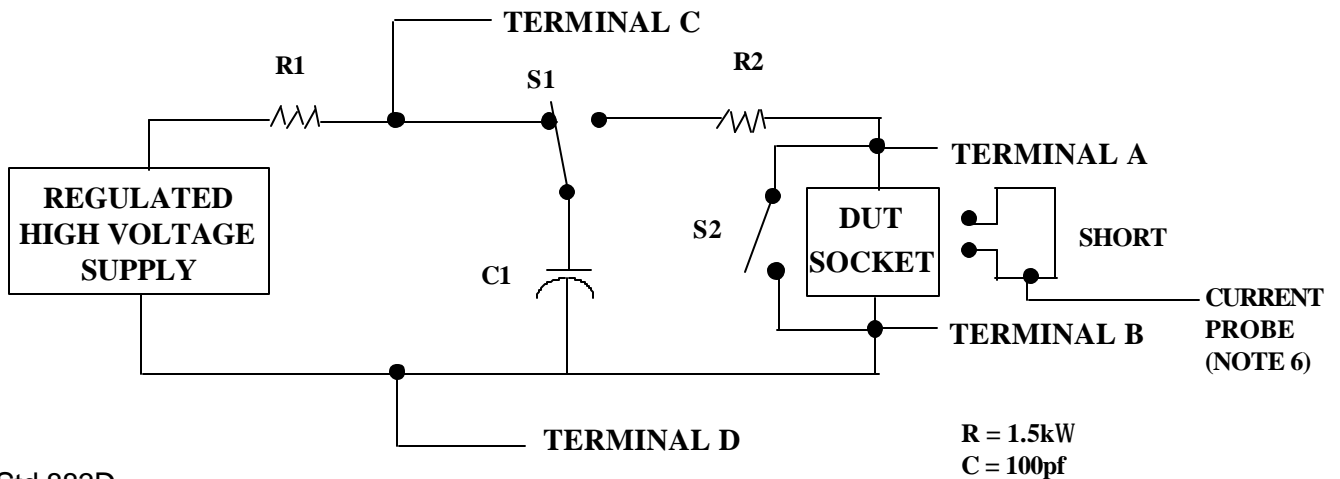 TERMINAL C
R1
S1
R2
TERMINAL A
REGULATED
HIGH VOLTAGE
SUPPLY
S2
DUT
SOCKET
SHORT
C1
CURRENT
PROBE
(NOTE 6)
TERMINAL B
TERMINAL D
R = 1.5kW
C = 100pf